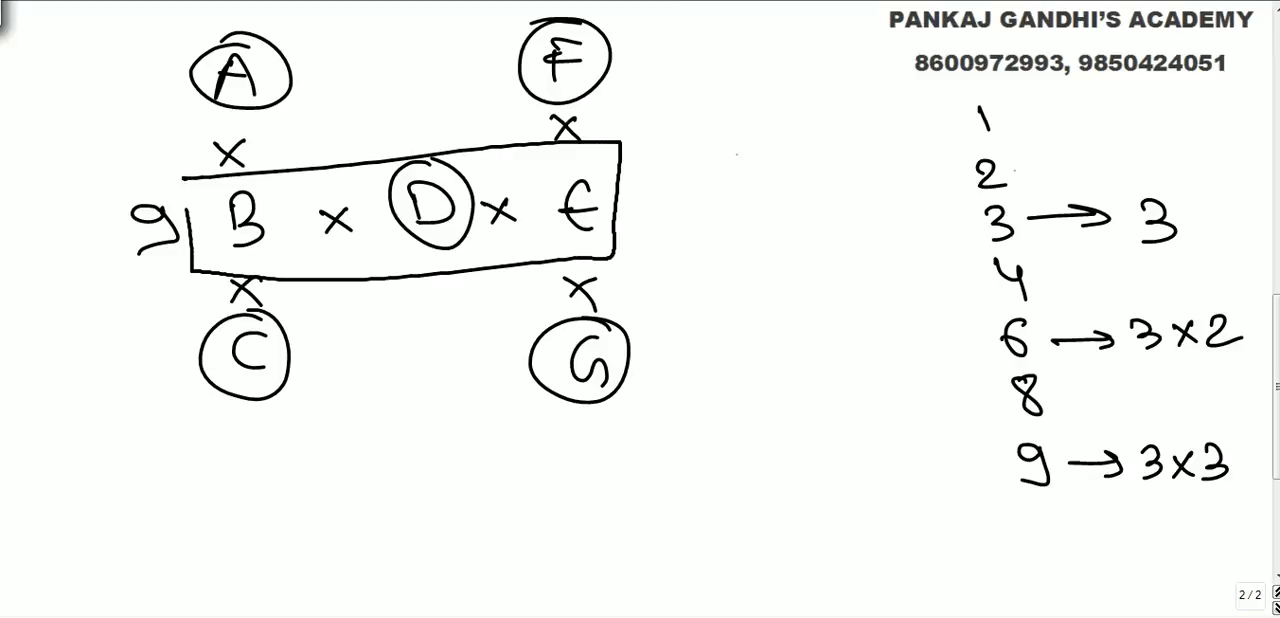 PANKAJ GANDHI'S ACADEMY
8600972993, 9850424051
A F
x x
9 B x D x E
x x
C G
1
2
3 → 3
4
6 → 3 x 2
8
9 → 3 x 3
2 / 2